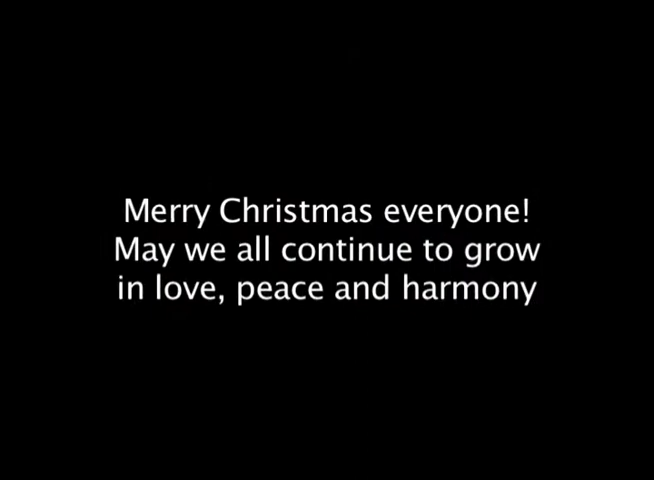 Merry Christmas everyone!
May we all continue to grow
in love, peace and harmony